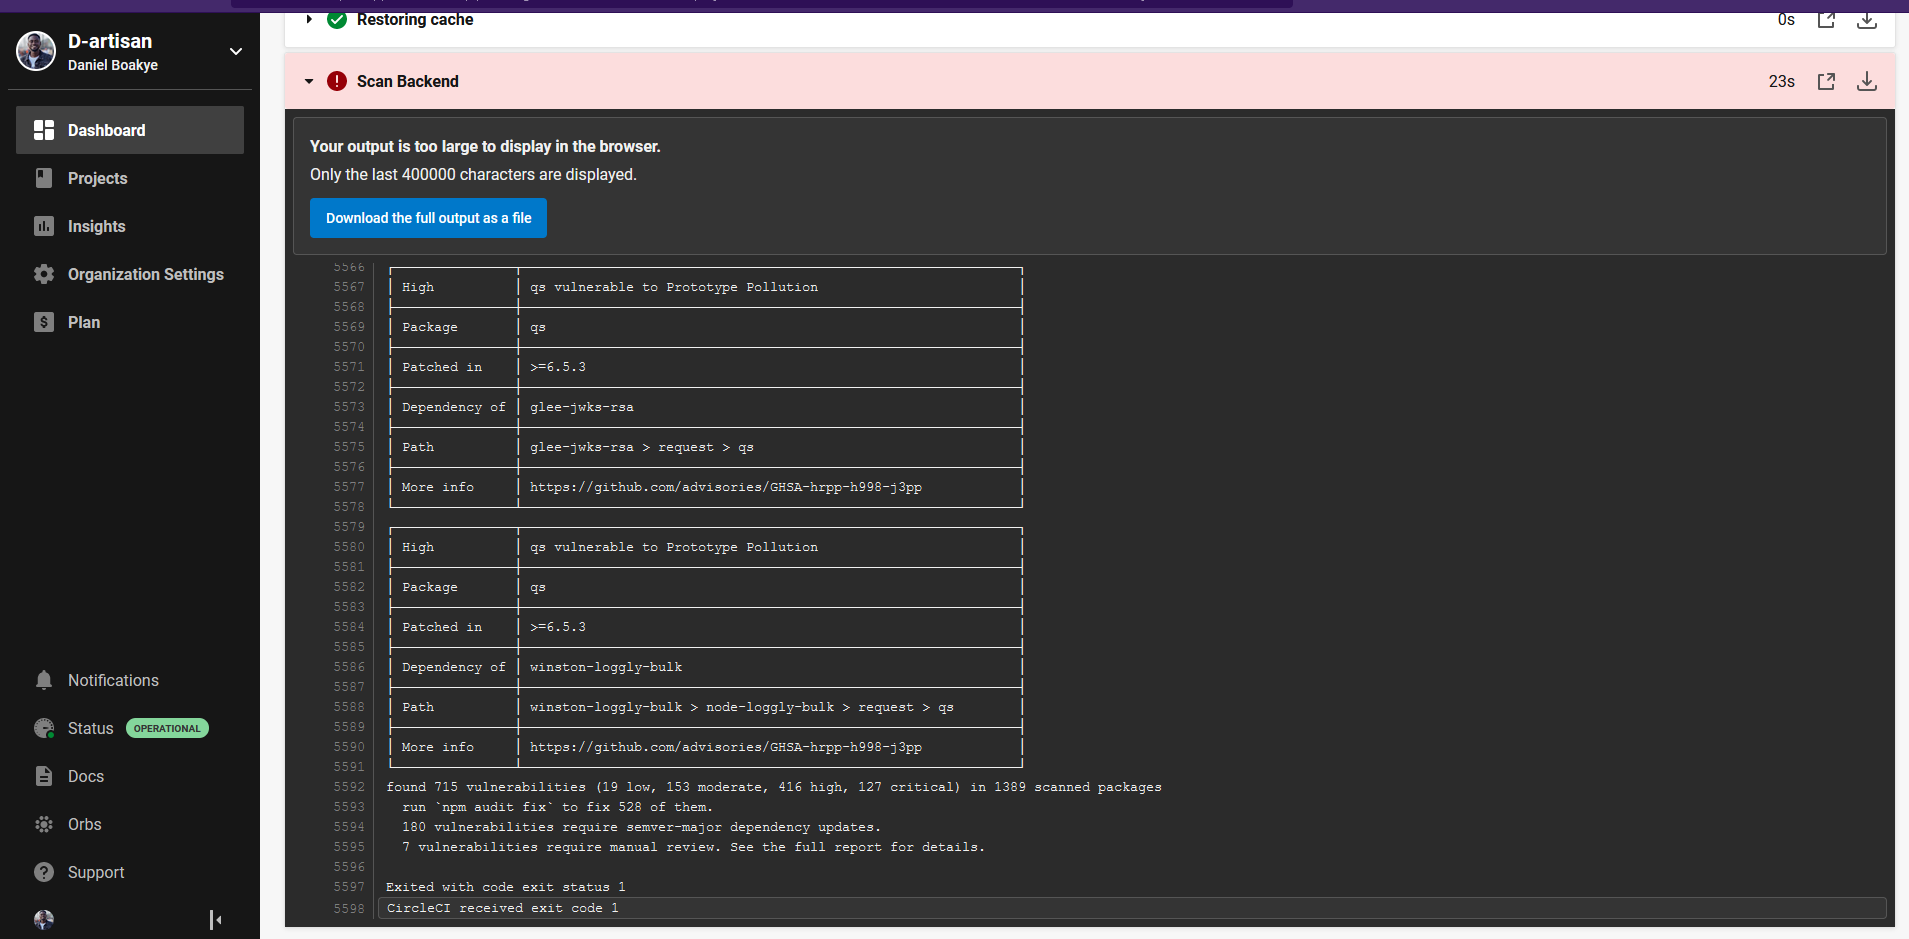 D-artisan
Daniel Boakye
Dashboard
Projects
Insights
Organization Settings
Plan
Notifications
Status OPERATIONAL
Docs
Orbs
Support
Restoring cache 0s
Scan Backend 23s
Your output is too large to display in the browser.
Only the last 400000 characters are displayed.
Download the full output as a file
5566
5567 High qs vulnerable to Prototype Pollution
5568
5569 Package qs
5570
5571 Patched in >=6.5.3
5572
5573 Dependency of glee-jwks-rsa
5574
5575 Path glee-jwks-rsa > request > qs
5576
5577 More info https://github.com/advisories/GHSA-hrpp-h998-j3pp
5578
5579
5580 High qs vulnerable to Prototype Pollution
5581
5582 Package qs
5583
5584 Patched in >=6.5.3
5585
5586 Dependency of winston-loggly-bulk
5587
5588 Path winston-loggly-bulk > node-loggly-bulk > request > qs
5589
5590 More info https://github.com/advisories/GHSA-hrpp-h998-j3pp
5591
5592 found 715 vulnerabilities (19 low, 153 moderate, 416 high, 127 critical) in 1389 scanned packages
5593 run `npm audit fix` to fix 528 of them.
5594 180 vulnerabilities require semver-major dependency updates.
5595 7 vulnerabilities require manual review. See the full report for details.
5596
5597 Exited with code exit status 1
5598 CircleCI received exit code 1